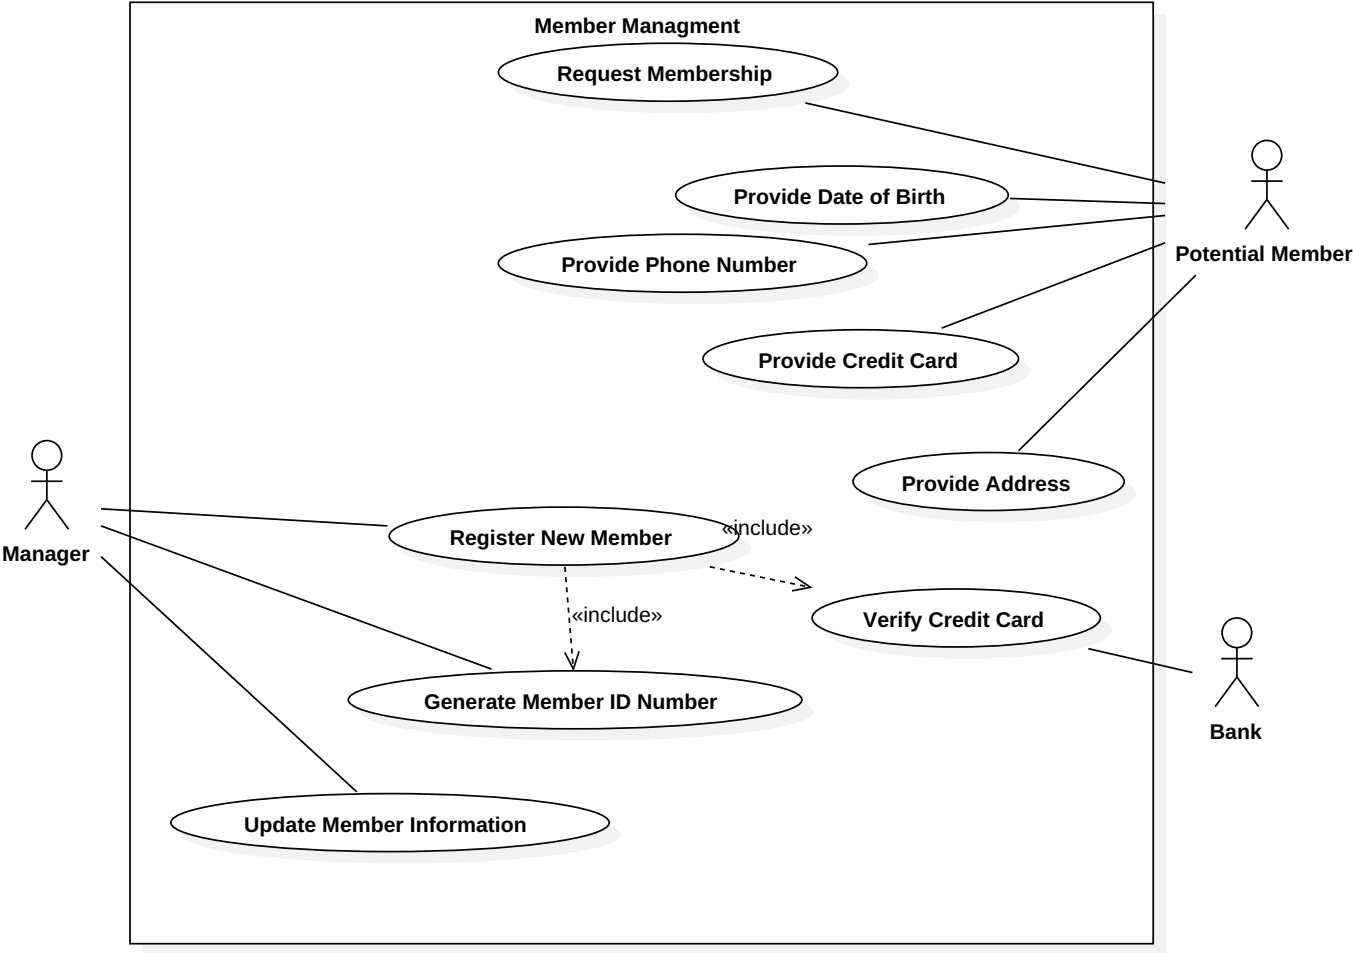 Member Managment
Request Membership
Provide Date of Birth
Provide Phone Number
Potential Member
Provide Credit Card
Provide Address
Register New Member
«include»
Manager
«include»
Verify Credit Card
Generate Member ID Number
Bank
Update Member Information